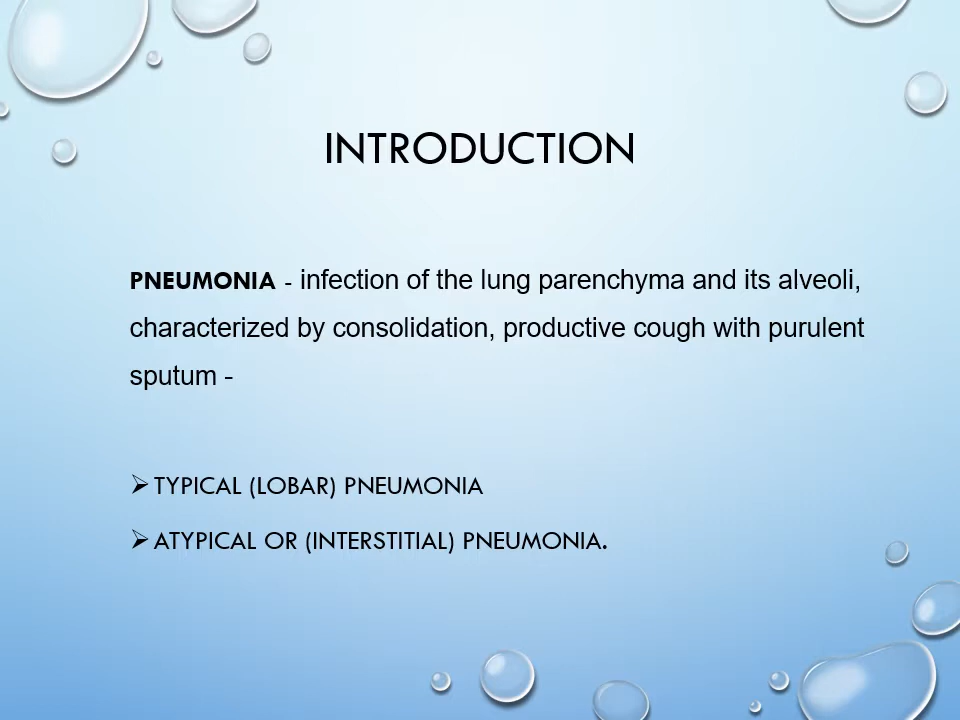 INTRODUCTION
PNEUMONIA - infection of the lung parenchyma and its alveoli,
characterized by consolidation, productive cough with purulent
sputum -
➢ TYPICAL (LOBAR) PNEUMONIA
➢ ATYPICAL OR (INTERSTITIAL) PNEUMONIA.